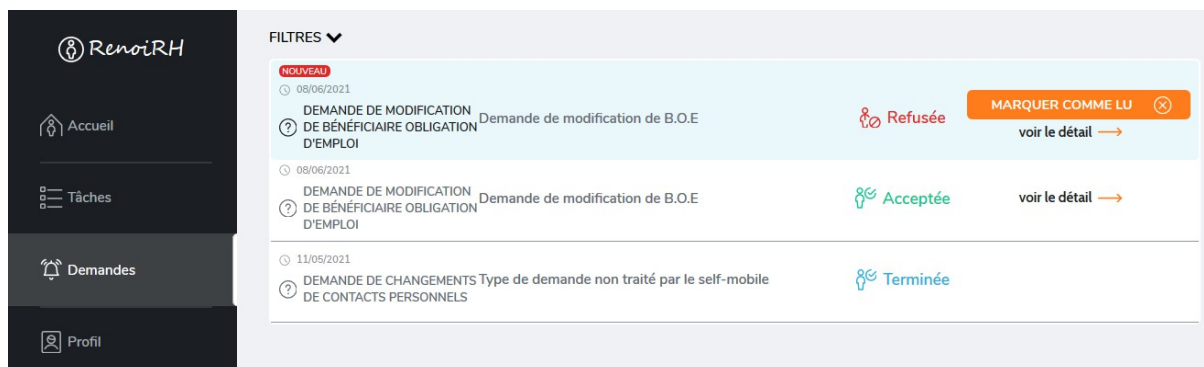 RenoiRH
Accueil
Tâches
Demandes
Profil
FILTRES
NOUVEAU
08/06/2021
DEMANDE DE MODIFICATION
DE BÉNÉFICIAIRE OBLIGATION
D'EMPLOI
Demande de modification de B.O.E
Refusée
MARQUER COMME LU
voir le détail
08/06/2021
DEMANDE DE MODIFICATION
DE BÉNÉFICIAIRE OBLIGATION
D'EMPLOI
Demande de modification de B.O.E
Acceptée
voir le détail
11/05/2021
DEMANDE DE CHANGEMENTS
DE CONTACTS PERSONNELS
Type de demande non traité par le self-mobile
Terminée